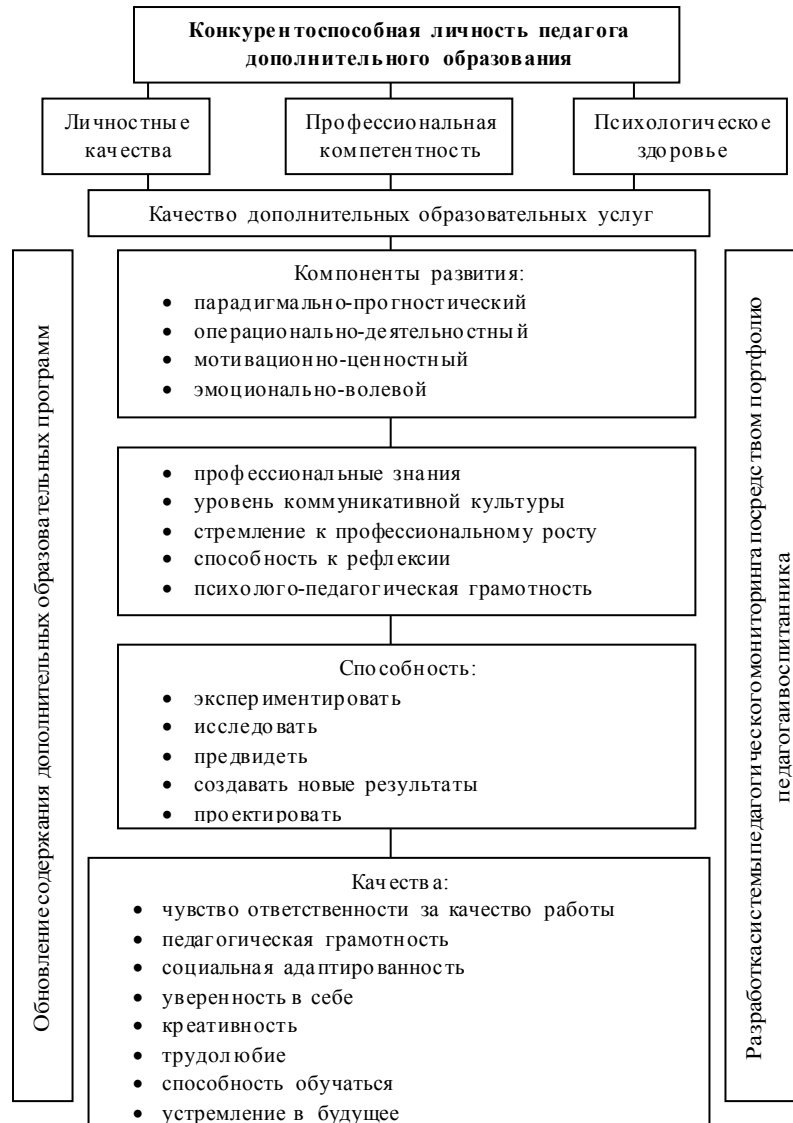 Конкурентоспособная личность педагога
дополнительного образования
Личностные
качества
Профессиональная
компетентность
Психологическое
здоровье
Качество дополнительных образовательных услуг
Обновление содержания дополнительных образовательных программ
Компоненты развития:
• парадигмально-прогностический
• операционально-деятельностный
• мотивационно-ценностный
• эмоционально-волевой
• профессиональные знания
• уровень коммуникативной культуры
• стремление к профессиональному росту
• способность к рефлексии
• психолого-педагогическая грамотность
Способность:
• экспериментировать
• исследовать
• предвидеть
• создавать новые результаты
• проектировать
Качества:
• чувство ответственности за качество работы
• педагогическая грамотность
• социальная адаптированность
• уверенность в себе
• креативность
• трудолюбие
• способность обучаться
• устремление в будущее
Разработка системы педагогического мониторинга посредством портфолио
педагога и воспитанника